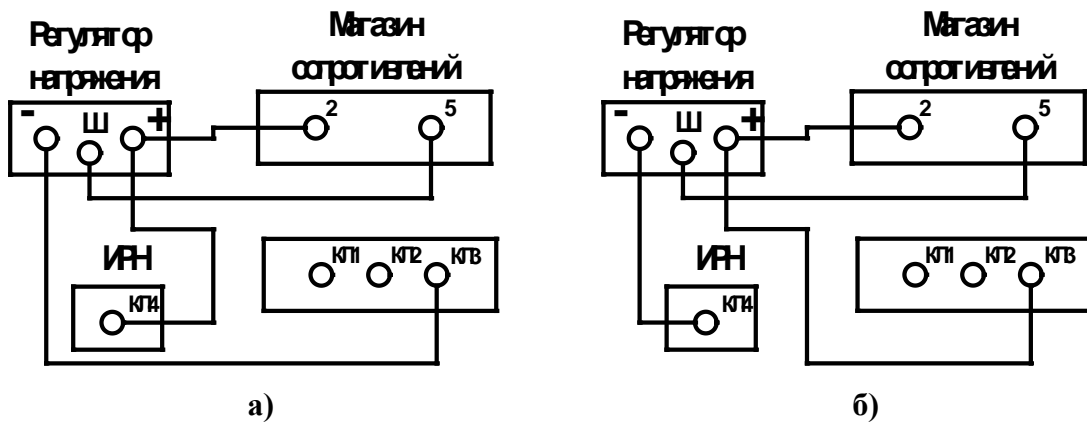 Регулятор напряжения
Магазин сопротивлений
- Ш + 2 5
ИРН
КП4
КП1 КП2 КП3
а)
Регулятор напряжения
Магазин сопротивлений
- Ш + 2 5
ИРН
КП4
КП1 КП2 КП3
б)